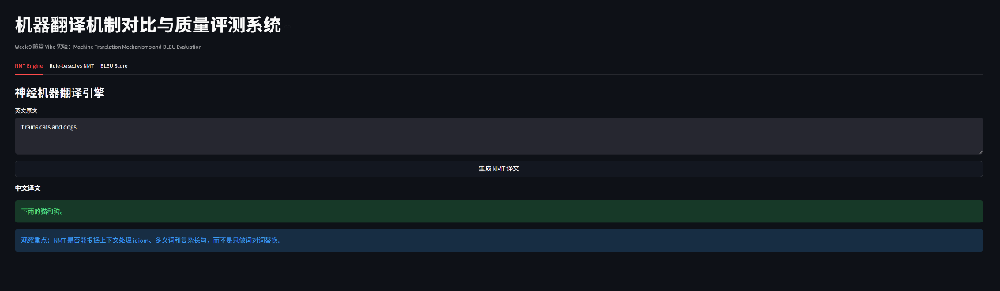 机器翻译机制对比与质量评测系统
Week 9 随堂 Vibe 实验：Machine Translation Mechanisms and BLEU Evaluation
NMT Engine Rule-based vs NMT BLEU Score
神经机器翻译引擎
英文原文
It rains cats and dogs.
生成 NMT 译文
中文译文
下雨的猫和狗。
观察重点：NMT 是否能根据上下文处理 idiom、多义词和复杂长句，而不是只做词对词替换。